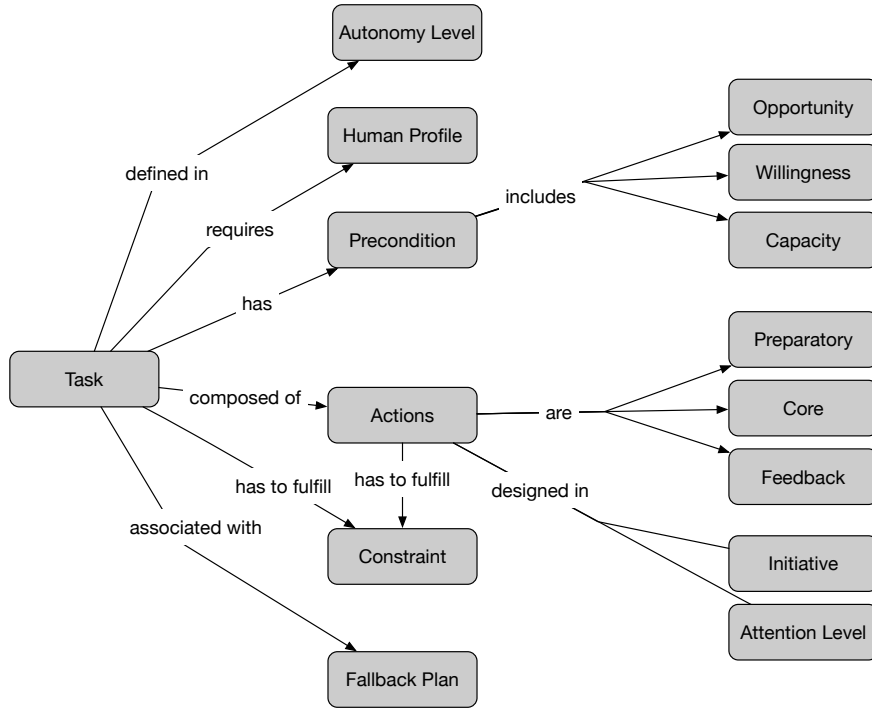 Autonomy Level
Opportunity
Human Profile
defined in
Willingness
includes
requires
Precondition
Capacity
has
Preparatory
Task
composed of
Actions
are
Core
Feedback
has to fulfill
has to fulfill
designed in
associated with
Constraint
Initiative
Attention Level
Fallback Plan